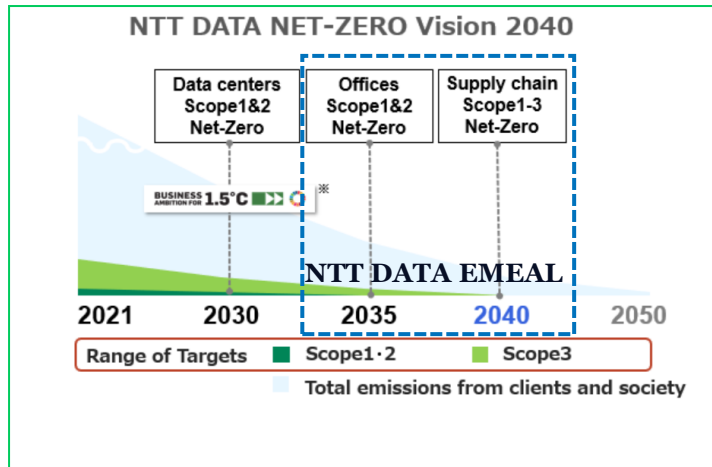 NTT DATA NET-ZERO Vision 2040
Data centers
Scope1&2
Net-Zero
Offices
Scope1&2
Net-Zero
Supply chain
Scope1-3
Net-Zero
BUSINESS
AMBITION FOR 1.5°C
※
NTT DATA EMEAL
2021 2030 2035 2040 2050
Range of Targets Scope1・2 Scope3
Total emissions from clients and society